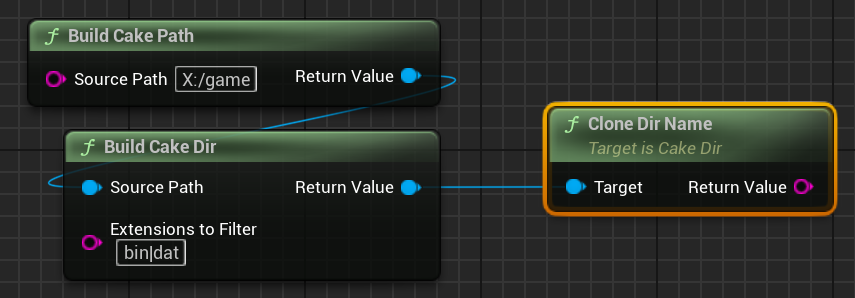 Build Cake Path
Source Path X:/game Return Value
Build Cake Dir
Source Path Return Value
Extensions to Filter
bin|dat
Clone Dir Name
Target is Cake Dir
Target Return Value